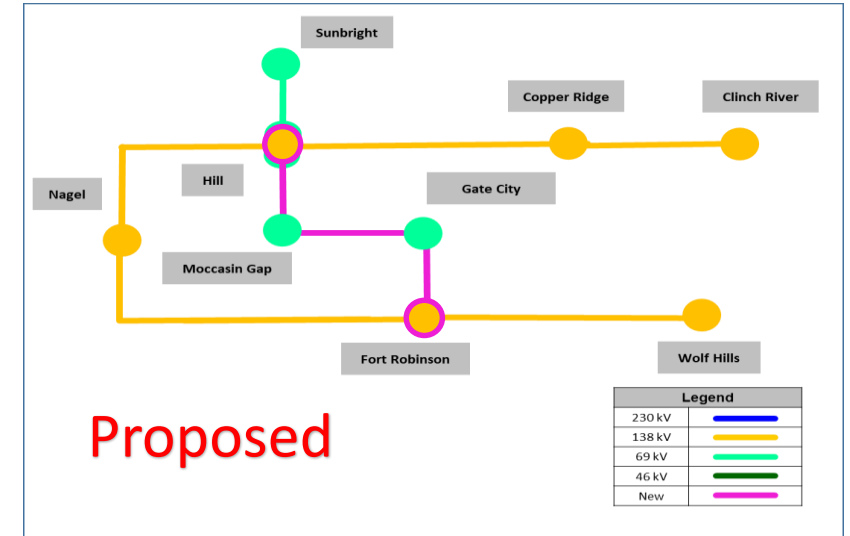 Sunbright
Copper Ridge
Clinch River
Hill
Gate City
Nagel
Moccasin Gap
Fort Robinson
Wolf Hills
Proposed
Legend
230 kV
138 kV
69 kV
46 kV
New